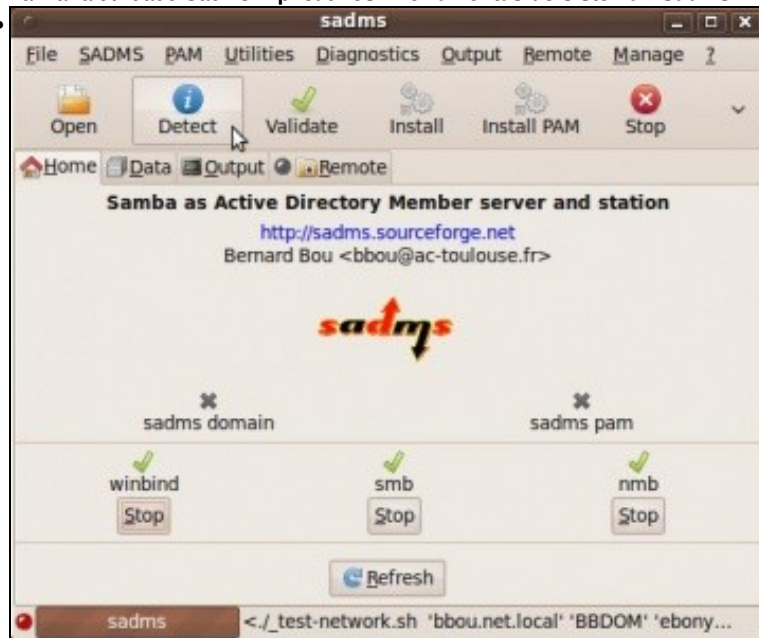 sadms
File SADMS PAM Utilities Diagnostics Output Remote Manage ?
Open Detect Validate Install Install PAM Stop
Home Data Output Remote
Samba as Active Directory Member server and station
http://sadms.sourceforge.net
Bernard Bou <bbou@ac-toulouse.fr>
sadms
sadms domain sadms pam
winbind smb nmb
Stop Stop Stop
Refresh
sadms <./_test-network.sh 'bbou.net.local' 'BBDOM' 'ebony...